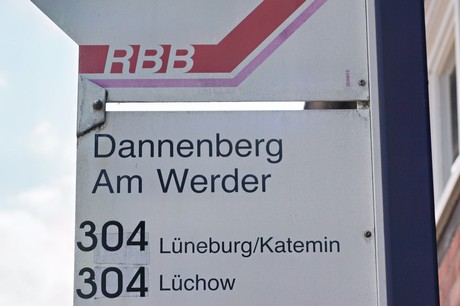 RBB
Dannenberg
Am Werder
304 Lüneburg/Katemin
304 Lüchow